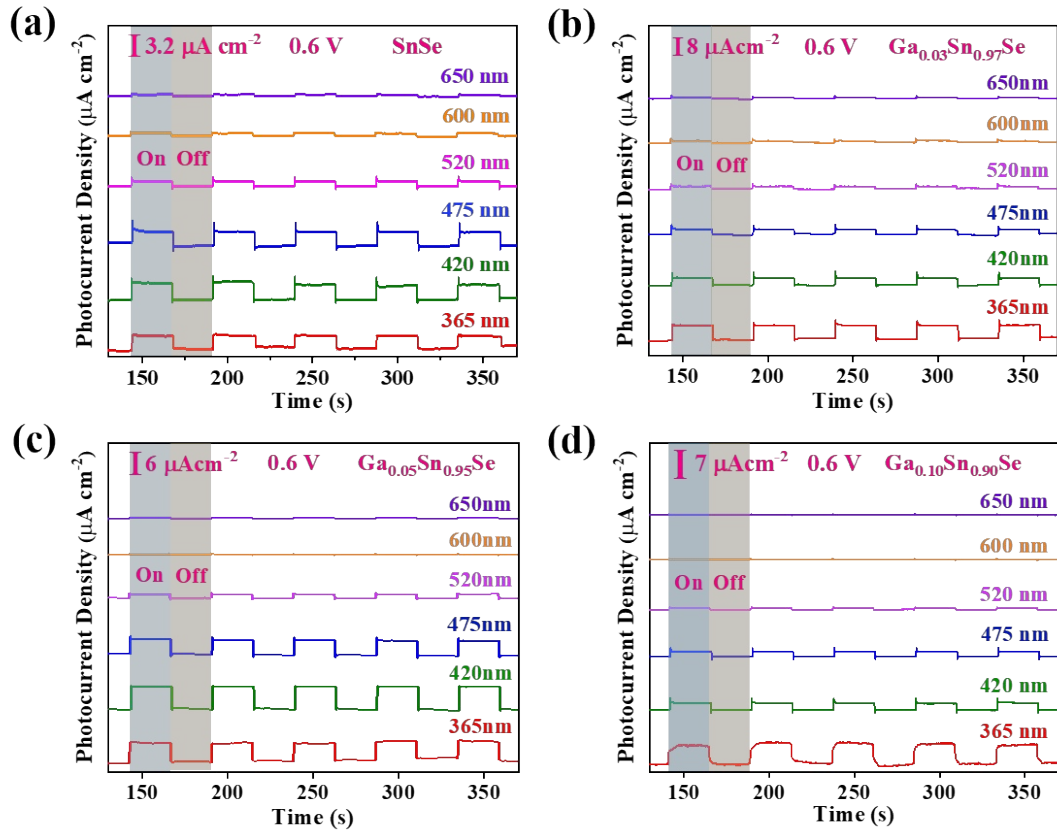 (a)
3.2 μA cm⁻² 0.6 V SnSe
650 nm
600 nm
On Off 520 nm
475 nm
420 nm
365 nm
Photocurrent Density (μA cm⁻²)
150 200 250 300 350
Time (s)
(b)
8 μAcm⁻² 0.6 V Ga₀.₀₃Sn₀.₉₇Se
650nm
600nm
On Off 520nm
475nm
420nm
365nm
Photocurrent Density (μA cm⁻²)
150 200 250 300 350
Time (s)
(c)
6 μAcm⁻² 0.6 V Ga₀.₀₅Sn₀.₉₅Se
650nm
600nm
On Off 520nm
475nm
420nm
365nm
Photocurrent Density (μA cm⁻²)
150 200 250 300 350
Time (s)
(d)
7 μAcm⁻² 0.6 V Ga₀.₁₀Sn₀.₉₀Se
650 nm
600 nm
On Off 520 nm
475 nm
420 nm
365 nm
Photocurrent Density (μA cm⁻²)
150 200 250 300 350
Time (s)